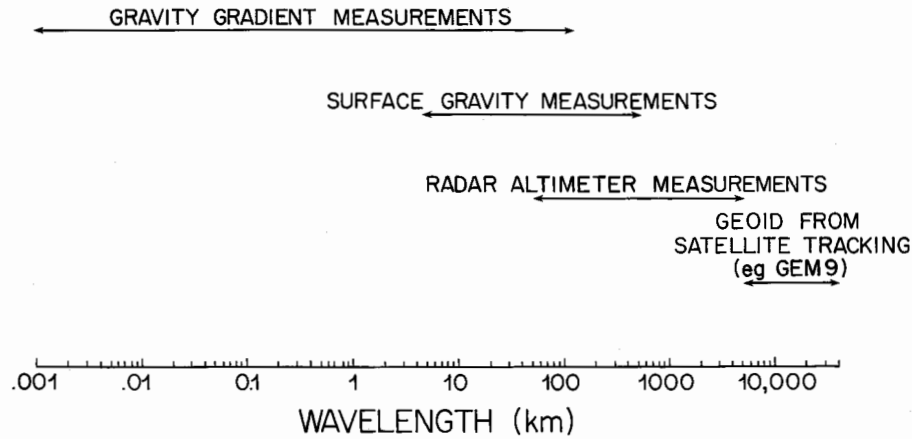 GRAVITY GRADIENT MEASUREMENTS
SURFACE GRAVITY MEASUREMENTS
RADAR ALTIMETER MEASUREMENTS
GEOID FROM
SATELLITE TRACKING
(eg GEM9)
.001 .01 0.1 1 10 100 1000 10,000
WAVELENGTH (km)